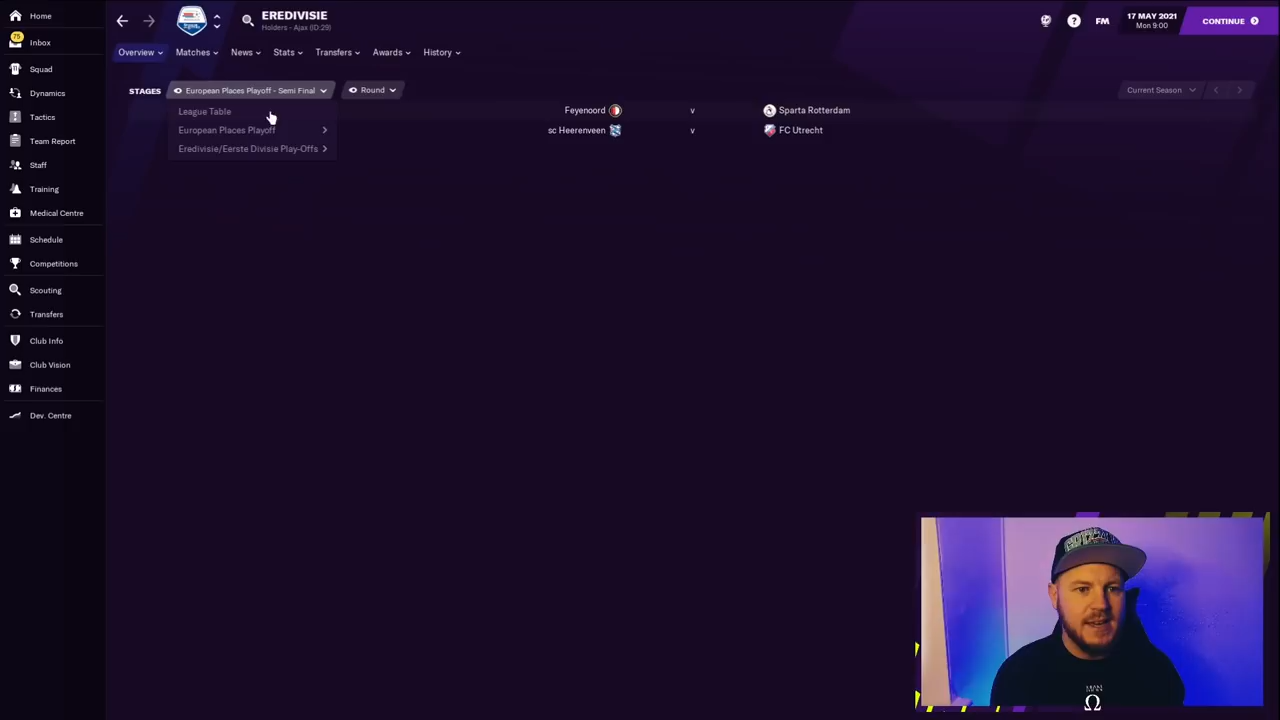 EREDIVISIE
Holders - Ajax (ID:29)
FM
17 MAY 2021
Mon 9:00
CONTINUE
Home
75
Inbox
Squad
Dynamics
Tactics
Team Report
Staff
Training
Medical Centre
Schedule
Competitions
Scouting
Transfers
Club Info
Club Vision
Finances
Dev. Centre
Overview
Matches
News
Stats
Transfers
Awards
History
STAGES
European Places Playoff - Semi Final
Round
Current Season
League Table
European Places Playoff
Eredivisie/Eerste Divisie Play-Offs
Feyenoord v Sparta Rotterdam
sc Heerenveen v FC Utrecht
Ω